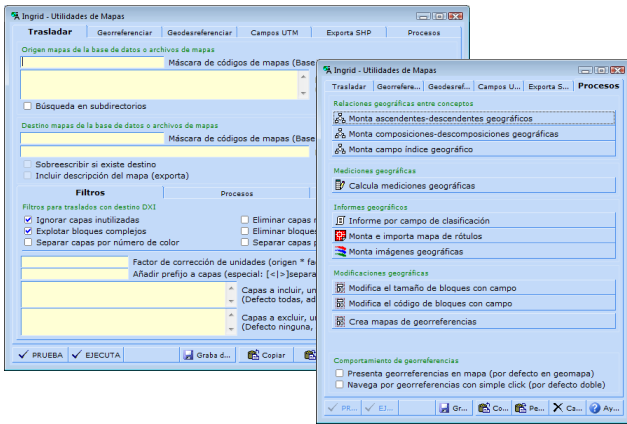 Ingrid - Utilidades de Mapas
Trasladar Georreferenciar Geodesreferenciar Campos UTM Exporta SHP Procesos
Origen mapas de la base de datos o archivos de mapas
Máscara de códigos de mapas (Base
Búsqueda en subdirectorios
Destino mapas de la base de datos o archivos de mapas
Máscara de códigos de mapas (Base
Sobreescribir si existe destino
Incluir descripción del mapa (exporta)
Filtros Procesos
Filtros para traslados con destino DXI
Ignorar capas inutilizadas Eliminar capas
Explotar bloques complejos Eliminar bloques
Separar capas por número de color Separar capas
Factor de corrección de unidades (origen * fa
Añadir prefijo a capas (especial: [<|>]separa
Capas a incluir, un
(Defecto todas, ad
Capas a excluir, un
(Defecto ninguna,
PRUEBA EJECUTA Graba d... Copiar
Ingrid - Utilidades de Mapas
Trasladar Georrefere... Geodesref... Campos U... Exporta S... Procesos
Relaciones geográficas entre conceptos
Monta ascendentes-descendentes geográficos
Monta composiciones-descomposiciones geográficas
Monta campo índice geográfico
Mediciones geográficas
Calcula mediciones geográficas
Informes geográficos
Informe por campo de clasificación
Monta e importa mapa de rótulos
Monta imágenes geográficas
Modificaciones geográficas
Modifica el tamaño de bloques con campo
Modifica el código de bloques con campo
Crea mapas de georreferencias
Comportamiento de georreferencias
Presenta georreferencias en mapa (por defecto en geomapa)
Navega por georreferencias con simple click (por defecto doble)
PR... EJ... Gr... Co... Pe... Ca... Ay...